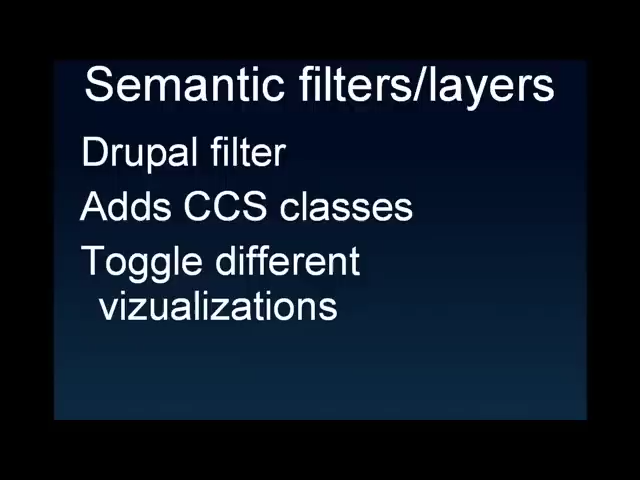 Semantic filters/layers
Drupal filter
Adds CCS classes
Toggle different
vizualizations